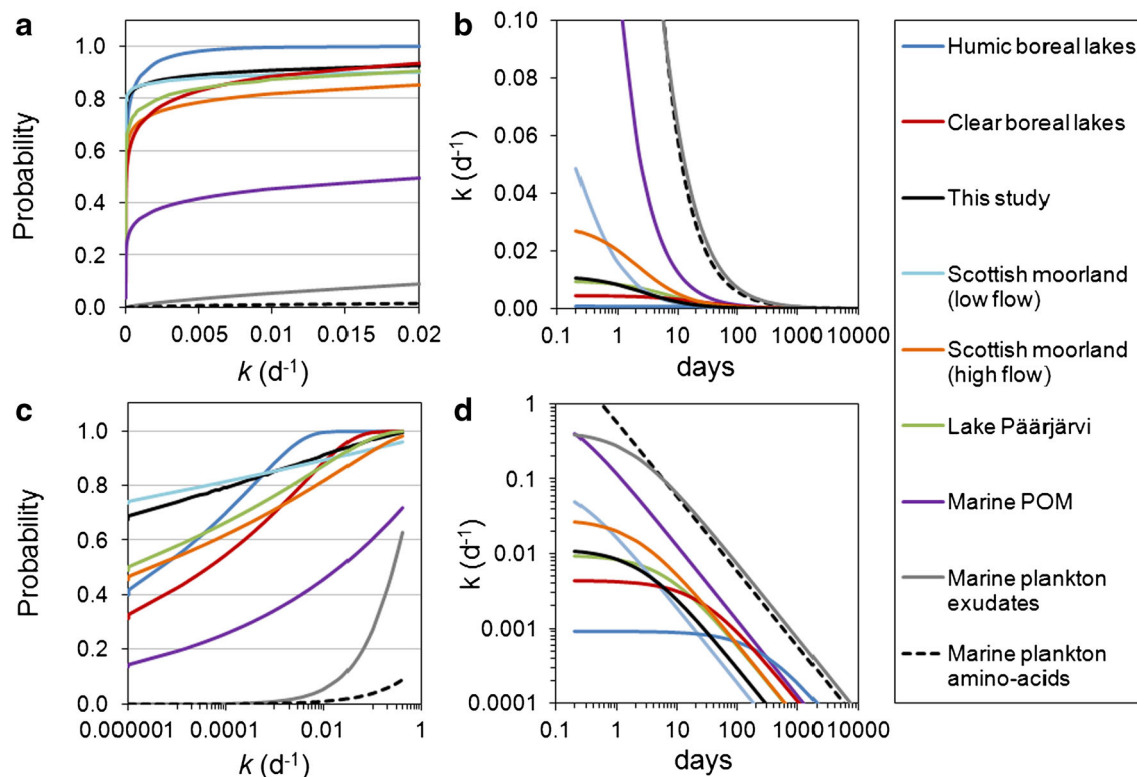 a
1.0
0.8
0.6
0.4
0.2
0.0
Probability
0
0.005
0.01
0.015
0.02
k (d-1)
b
0.10
0.08
0.06
0.04
0.02
0.00
k (d-1)
0.1
1
10
100
1000
10000
days
c
1.0
0.8
0.6
0.4
0.2
0.0
Probability
0.000001
0.0001
0.01
1
k (d-1)
d
1
0.1
0.01
0.001
0.0001
k (d-1)
0.1
1
10
100
1000
10000
days
Humic boreal lakes
Clear boreal lakes
This study
Scottish moorland
(low flow)
Scottish moorland
(high flow)
Lake Päärjärvi
Marine POM
Marine plankton
exudates
Marine plankton
amino-acids